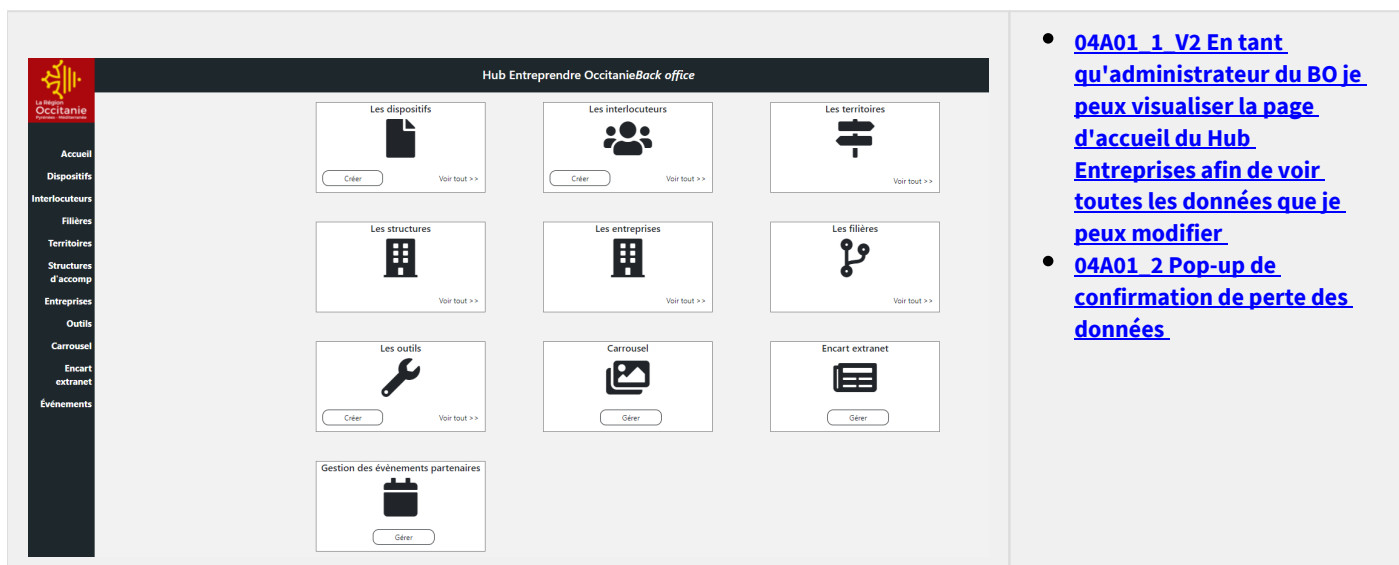 La Région
Occitanie
Pyrénées - Méditerranée
Accueil
Dispositifs
Interlocuteurs
Filières
Territoires
Structures
d'accomp
Entreprises
Outils
Carrousel
Encart
extranet
Événements
Hub Entreprendre OccitanieBack office
Les dispositifs
Créer
Voir tout >>
Les interlocuteurs
Créer
Voir tout >>
Les territoires
Voir tout >>
Les structures
Voir tout >>
Les entreprises
Voir tout >>
Les filières
Voir tout >>
Les outils
Créer
Voir tout >>
Carrousel
Gérer
Encart extranet
Gérer
Gestion des évènements partenaires
Gérer
04A01_1_V2 En tant
qu'administrateur du BO je
peux visualiser la page
d'accueil du Hub
Entreprises afin de voir
toutes les données que je
peux modifier
04A01_2 Pop-up de
confirmation de perte des
données